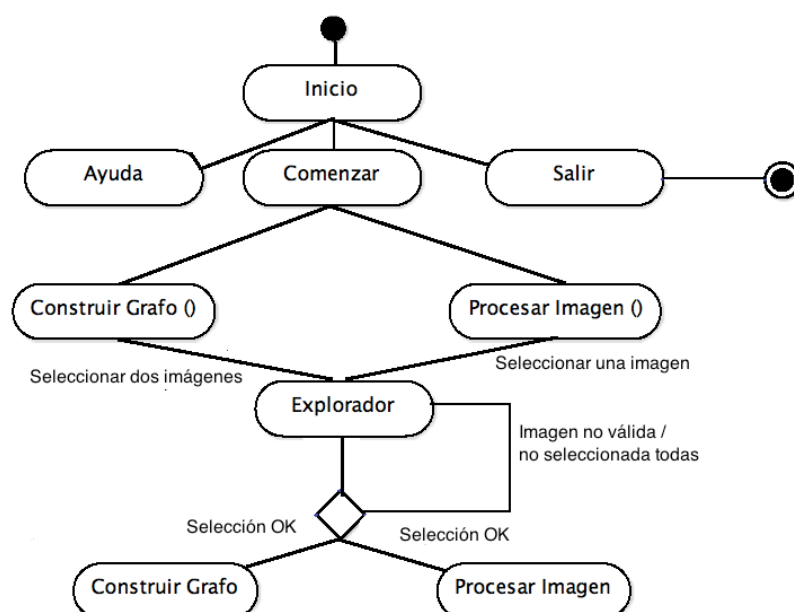 Inicio
Ayuda
Comenzar
Salir
Construir Grafo ()
Procesar Imagen ()
Seleccionar dos imágenes
Seleccionar una imagen
Explorador
Imagen no válida /
no seleccionada todas
Selección OK
Selección OK
Construir Grafo
Procesar Imagen